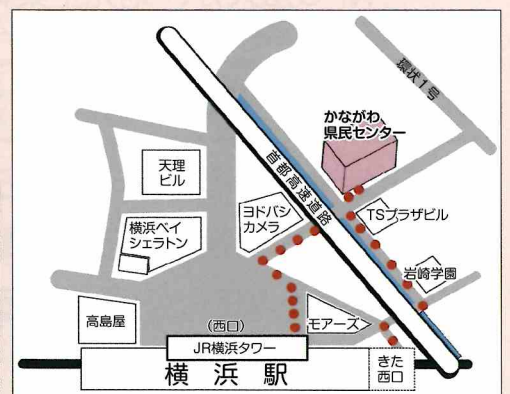 環状1号
かながわ
県民センター
首都高速道路
天理
ビル
ヨドバシ
カメラ
TSプラザビル
横浜ベイ
シェラトン
岩崎学園
高島屋
(西口)
モアーズ
JR横浜タワー
横浜駅
きた
西口